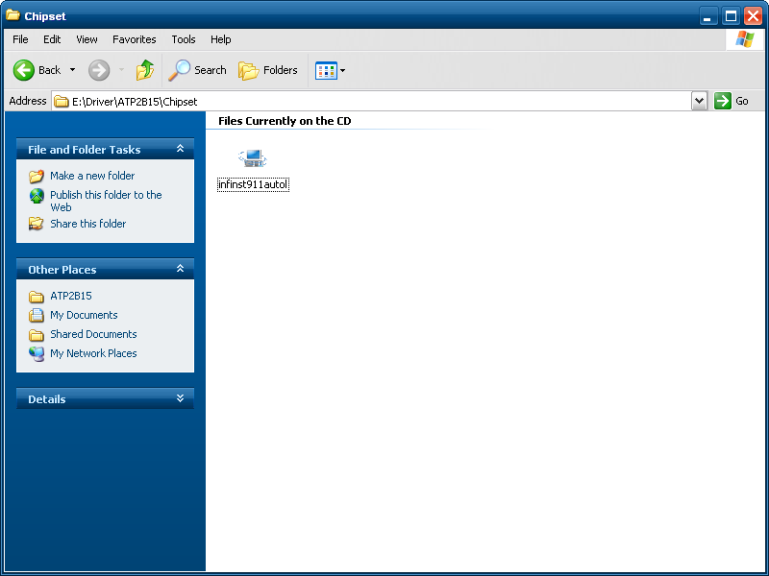 Chipset
File Edit View Favorites Tools Help
Back Search Folders
Address E:\Driver\ATP2B15\Chipset Go
Files Currently on the CD
infinst911autol
File and Folder Tasks
Make a new folder
Publish this folder to the
Web
Share this folder
Other Places
ATP2B15
My Documents
Shared Documents
My Network Places
Details